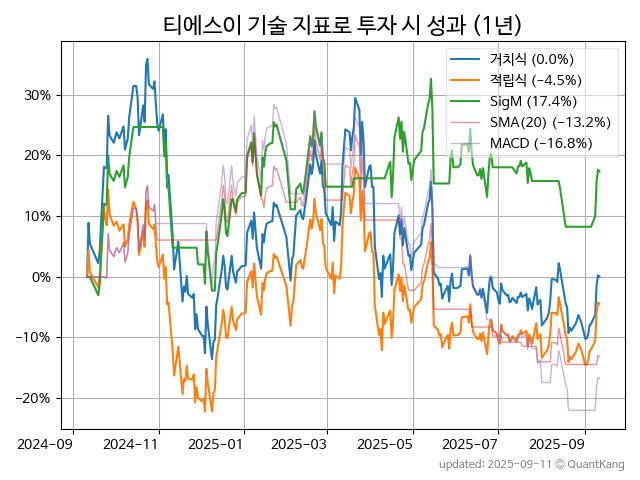 티에스이 기술 지표로 투자 시 성과 (1년)
거치식 (0.0%)
적립식 (−4.5%)
SigM (17.4%)
SMA(20) (−13.2%)
MACD (−16.8%)
30%
20%
10%
0%
−10%
−20%
2024-09 2024-11 2025-01 2025-03 2025-05 2025-07 2025-09
updated: 2025-09-11 © QuantKang